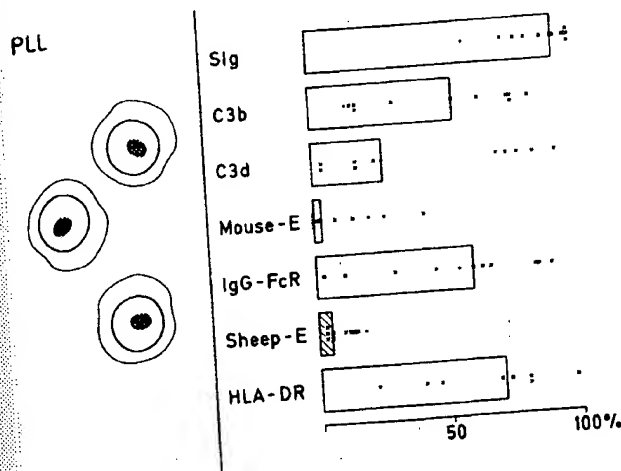 PLL
SIg
C3b
C3d
Mouse-E
IgG-FcR
Sheep-E
HLA-DR
50
100%